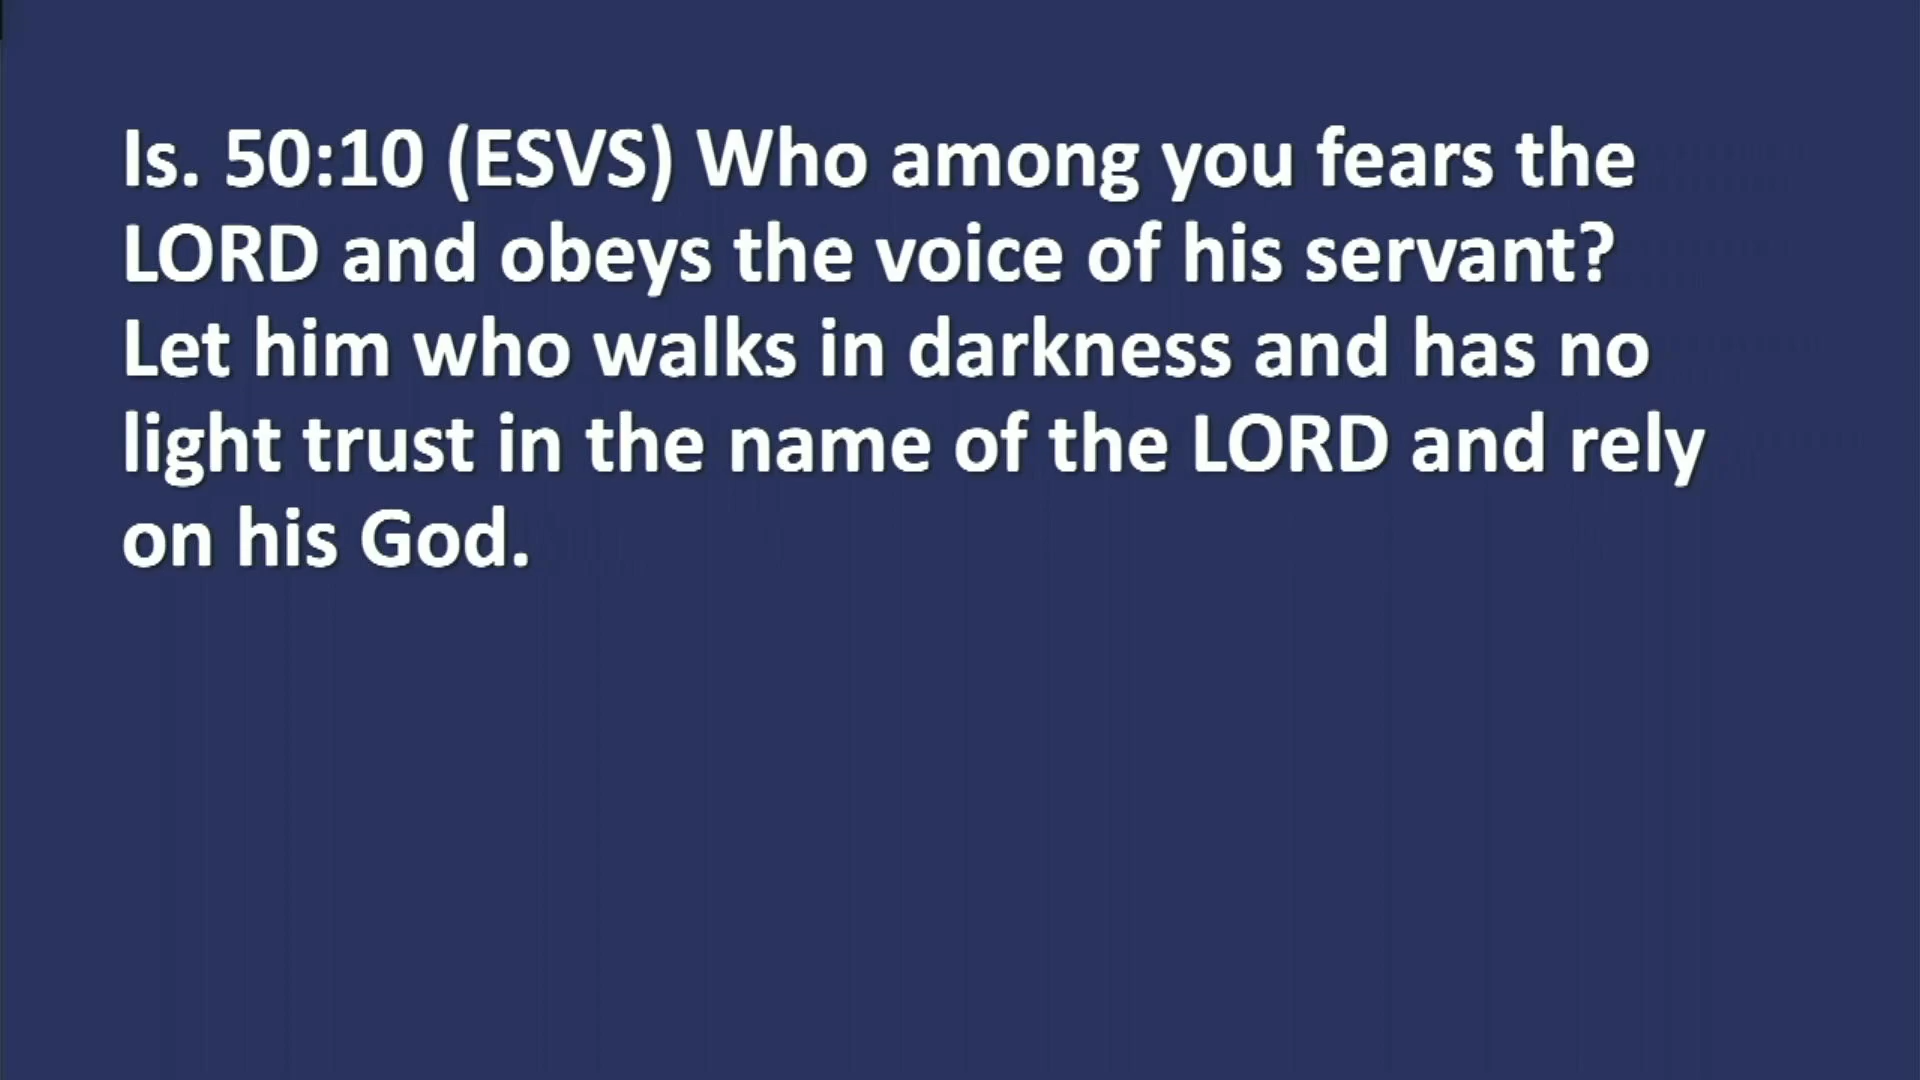 Is. 50:10 (ESVS) Who among you fears the
LORD and obeys the voice of his servant?
Let him who walks in darkness and has no
light trust in the name of the LORD and rely
on his God.